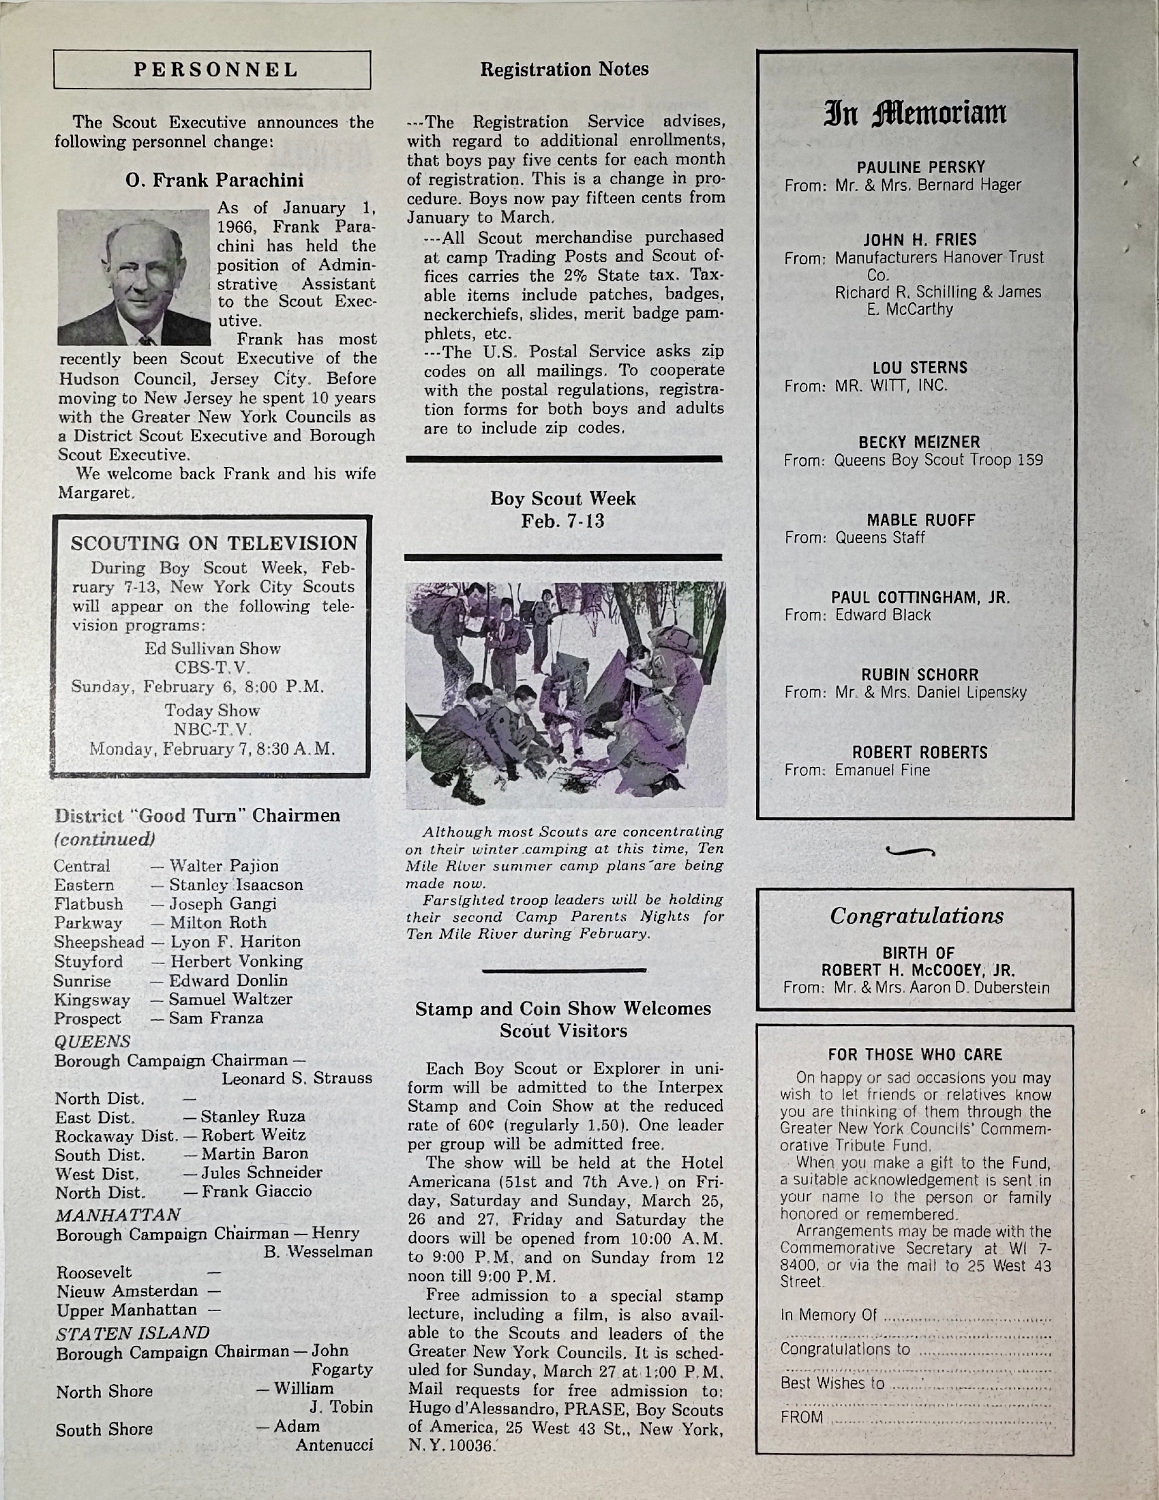 PERSONNEL
The Scout Executive announces the
following personnel change:
O. Frank Parachini
As of January 1,
1966, Frank Para-
chini has held the
position of Admin-
strative Assistant
to the Scout Exec-
utive.
Frank has most
recently been Scout Executive of the
Hudson Council, Jersey City. Before
moving to New Jersey he spent 10 years
with the Greater New York Councils as
a District Scout Executive and Borough
Scout Executive.
We welcome back Frank and his wife
Margaret.
SCOUTING ON TELEVISION
During Boy Scout Week, Feb-
ruary 7-13, New York City Scouts
will appear on the following tele-
vision programs:
Ed Sullivan Show
CBS-T.V.
Sunday, February 6, 8:00 P.M.
Today Show
NBC-T.V.
Monday, February 7, 8:30 A.M.
District "Good Turn" Chairmen
(continued)
Central — Walter Pajion
Eastern — Stanley Isaacson
Flatbush — Joseph Gangi
Parkway — Milton Roth
Sheepshead — Lyon F. Hariton
Stuyford — Herbert Vonking
Sunrise — Edward Donlin
Kingsway — Samuel Waltzer
Prospect — Sam Franza
QUEENS
Borough Campaign Chairman —
Leonard S. Strauss
North Dist. —
East Dist. — Stanley Ruza
Rockaway Dist. — Robert Weitz
South Dist. — Martin Baron
West Dist. — Jules Schneider
North Dist. — Frank Giaccio
MANHATTAN
Borough Campaign Chairman — Henry
B. Wesselman
Roosevelt —
Nieuw Amsterdan —
Upper Manhattan —
STATEN ISLAND
Borough Campaign Chairman — John
Fogarty
North Shore — William
J. Tobin
South Shore — Adam
Antenucci
Registration Notes
---The Registration Service advises,
with regard to additional enrollments,
that boys pay five cents for each month
of registration. This is a change in pro-
cedure. Boys now pay fifteen cents from
January to March.
---All Scout merchandise purchased
at camp Trading Posts and Scout of-
fices carries the 2% State tax. Tax-
able items include patches, badges,
neckerchiefs, slides, merit badge pam-
phlets, etc.
---The U.S. Postal Service asks zip
codes on all mailings. To cooperate
with the postal regulations, registra-
tion forms for both boys and adults
are to include zip codes.
Boy Scout Week
Feb. 7-13
Although most Scouts are concentrating
on their winter camping at this time, Ten
Mile River summer camp plans are being
made now.
Farsighted troop leaders will be holding
their second Camp Parents Nights for
Ten Mile River during February.
Stamp and Coin Show Welcomes
Scout Visitors
Each Boy Scout or Explorer in uni-
form will be admitted to the Interpex
Stamp and Coin Show at the reduced
rate of 60¢ (regularly 1.50). One leader
per group will be admitted free.
The show will be held at the Hotel
Americana (51st and 7th Ave.) on Fri-
day, Saturday and Sunday, March 25,
26 and 27. Friday and Saturday the
doors will be opened from 10:00 A.M.
to 9:00 P.M. and on Sunday from 12
noon till 9:00 P.M.
Free admission to a special stamp
lecture, including a film, is also avail-
able to the Scouts and leaders of the
Greater New York Councils. It is sched-
uled for Sunday, March 27 at 1:00 P.M.
Mail requests for free admission to:
Hugo d'Alessandro, PRASE, Boy Scouts
of America, 25 West 43 St., New York,
N.Y. 10036.
In Memoriam
PAULINE PERSKY
From: Mr. & Mrs. Bernard Hager
JOHN H. FRIES
From: Manufacturers Hanover Trust
Co.
Richard R. Schilling & James
E. McCarthy
LOU STERNS
From: MR. WITT, INC.
BECKY MEIZNER
From: Queens Boy Scout Troop 159
MABLE RUOFF
From: Queens Staff
PAUL COTTINGHAM, JR.
From: Edward Black
RUBIN SCHORR
From: Mr. & Mrs. Daniel Lipensky
ROBERT ROBERTS
From: Emanuel Fine
Congratulations
BIRTH OF
ROBERT H. McCOOEY, JR.
From: Mr. & Mrs. Aaron D. Duberstein
FOR THOSE WHO CARE
On happy or sad occasions you may
wish to let friends or relatives know
you are thinking of them through the
Greater New York Councils' Commem-
orative Tribute Fund.
When you make a gift to the Fund,
a suitable acknowledgement is sent in
your name to the person or family
honored or remembered.
Arrangements may be made with the
Commemorative Secretary at WI 7-
8400, or via the mail to 25 West 43
Street.
In Memory Of
Congratulations to
Best Wishes to
FROM